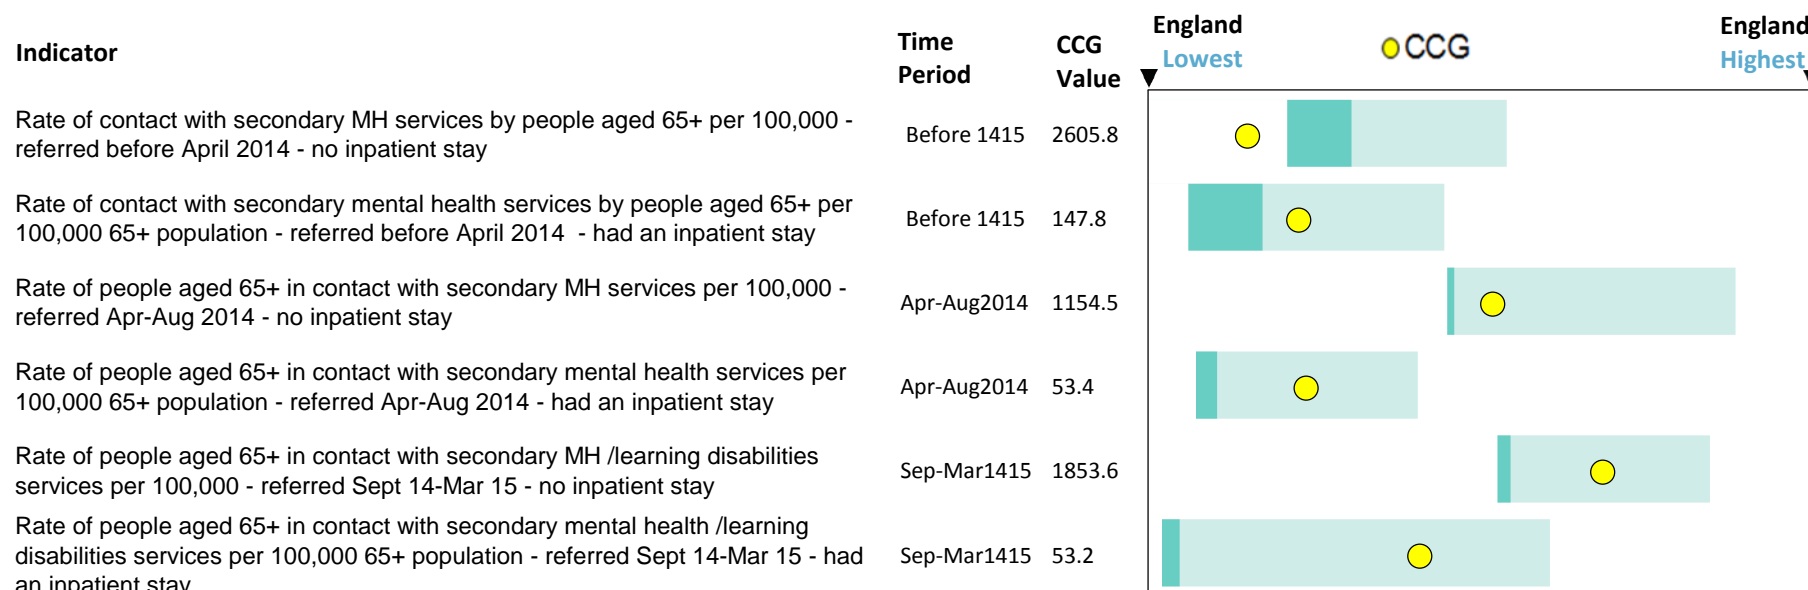 Indicator
Time Period
CCG Value
England Lowest
CCG
England Highest
Rate of contact with secondary MH services by people aged 65+ per 100,000 -
referred before April 2014 - no inpatient stay
Before 1415 2605.8
Rate of contact with secondary mental health services by people aged 65+ per
100,000 65+ population - referred before April 2014 - had an inpatient stay
Before 1415 147.8
Rate of people aged 65+ in contact with secondary MH services per 100,000 -
referred Apr-Aug 2014 - no inpatient stay
Apr-Aug2014 1154.5
Rate of people aged 65+ in contact with secondary mental health services per
100,000 65+ population - referred Apr-Aug 2014 - had an inpatient stay
Apr-Aug2014 53.4
Rate of people aged 65+ in contact with secondary MH /learning disabilities
services per 100,000 - referred Sept 14-Mar 15 - no inpatient stay
Sep-Mar1415 1853.6
Rate of people aged 65+ in contact with secondary mental health /learning
disabilities services per 100,000 65+ population - referred Sept 14-Mar 15 - had
an inpatient stay
Sep-Mar1415 53.2